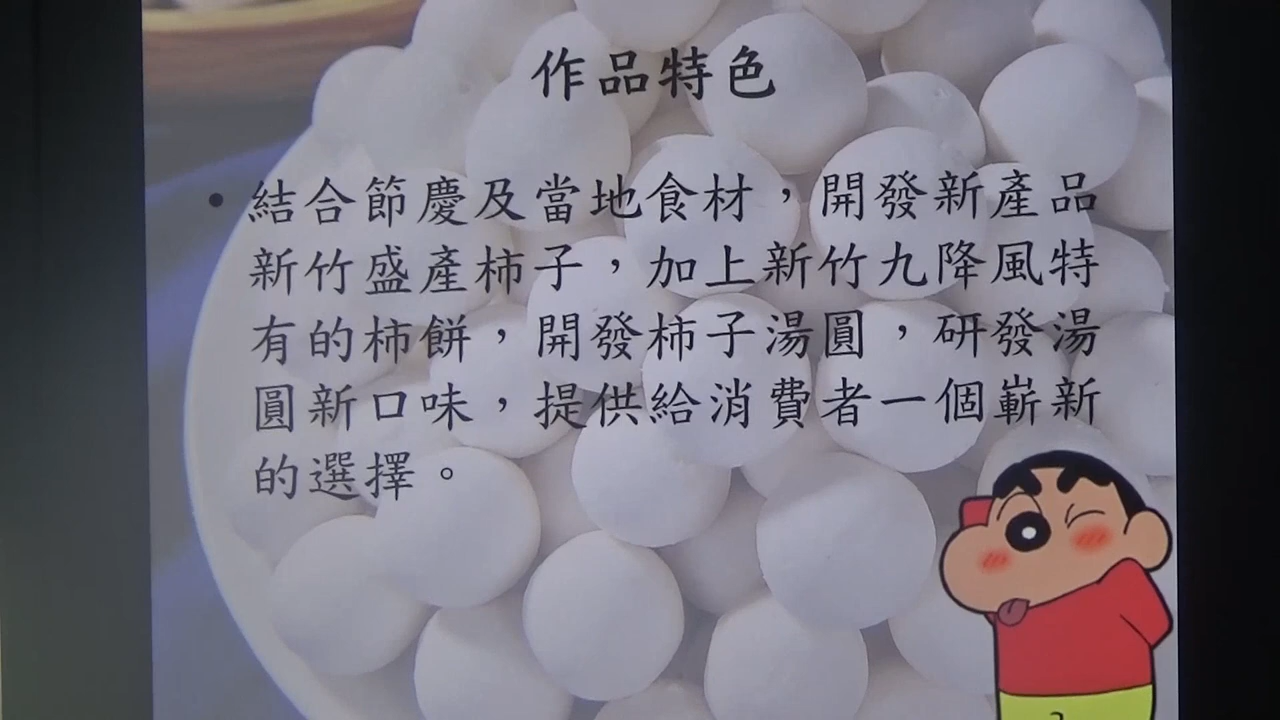 作品特色
• 結合節慶及當地食材，開發新產品
新竹盛產柿子，加上新竹九降風特
有的柿餅，開發柿子湯圓，研發湯
圓新口味，提供給消費者一個嶄新
的選擇。